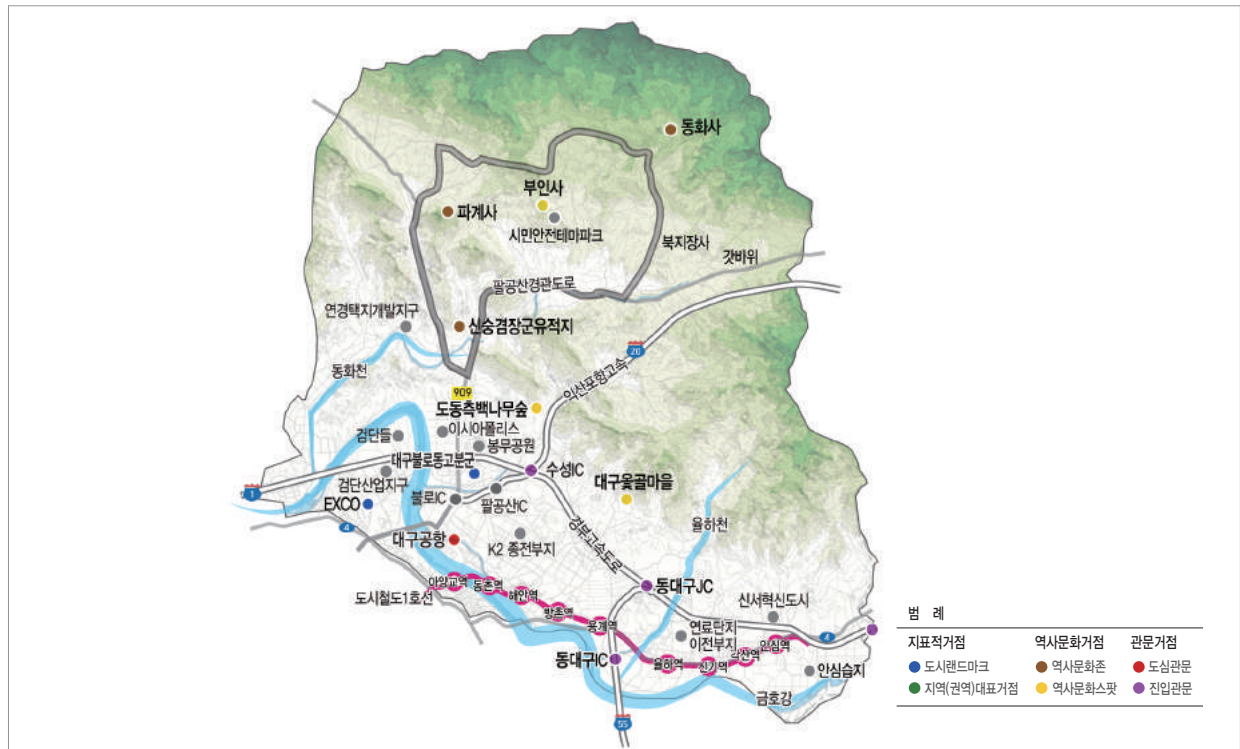 동화사
부인사
파계사
시민안전테마파크
북지장사
갓바위
팔공산경관도로
연경택지개발지구
신숭겸장군유적지
20
동화천
익산포항고속
909
도동측백나무숲
이시아폴리스
검단들
봉무공원
대구불로동고분군
수성IC
대구옻골마을
검단산업지구
1
EXCO
불로IC
팔공산IC
율하천
4
대구공항
K2 종전부지
경부고속도로
아양교역
동촌역
해안역
동대구JC
도시철도1호선
방촌역
신서혁신도시
용계역
연료단지
이전부지
4
안심역
각산역
동대구IC
율하역
신기역
안심습지
금호강
55
범 례
지표적거점 역사문화거점 관문거점
도시랜드마크 역사문화존 도심관문
지역(권역)대표거점 역사문화스팟 진입관문